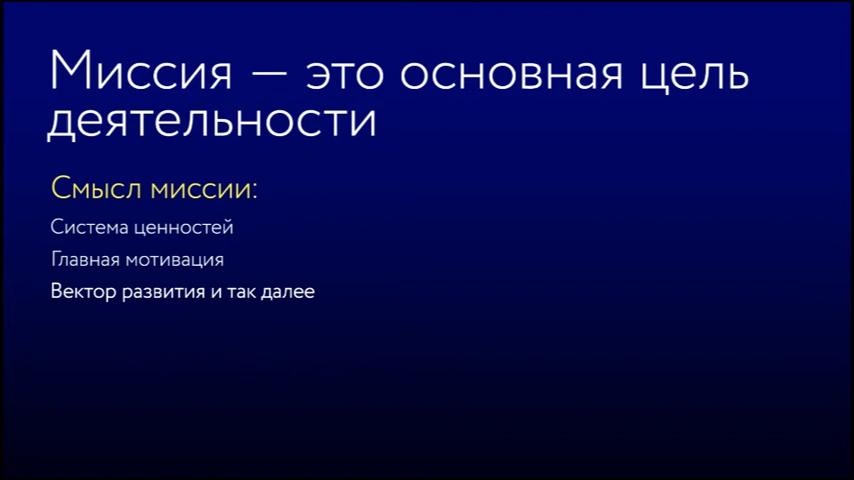 Миссия — это основная цель
деятельности
Смысл миссии:
Система ценностей
Главная мотивация
Вектор развития и так далее